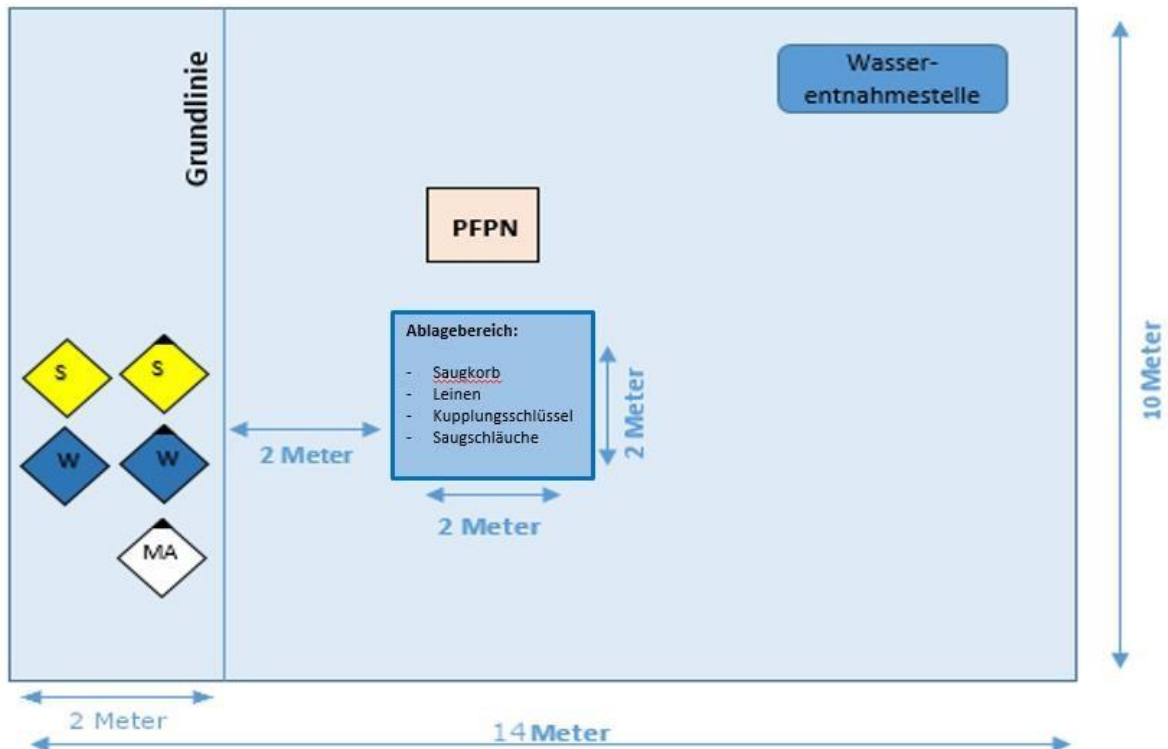 Wasser-
entnahmestelle
Grundlinie
PFPN
Ablagebereich:
- Saugkorb
- Leinen
- Kupplungsschlüssel
- Saugschläuche
S
S
W
W
MA
2 Meter
2 Meter
2 Meter
10 Meter
2 Meter
14 Meter